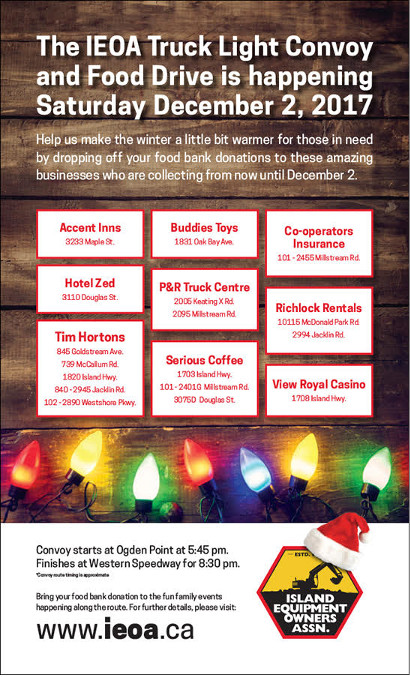 The IEOA Truck Light Convoy
and Food Drive is happening
Saturday December 2, 2017
Help us make the winter a little bit warmer for those in need
by dropping off your food bank donations to these amazing
businesses who are collecting from now until December 2.
Accent Inns
3233 Maple St.
Hotel Zed
3110 Douglas St.
Tim Hortons
845 Goldstream Ave.
739 McCallum Rd.
1820 Island Hwy.
840 - 2945 Jacklin Rd.
102 - 2890 Westshore Pkwy.
Buddies Toys
1831 Oak Bay Ave.
P&R Truck Centre
2005 Keating X Rd.
2095 Millstream Rd.
Serious Coffee
1703 Island Hwy.
101 - 2401G Millstream Rd.
3075D Douglas St.
Co-operators
Insurance
101 - 2455 Millstream Rd.
Richlock Rentals
10115 McDonald Park Rd.
2994 Jacklin Rd.
View Royal Casino
1708 Island Hwy.
Convoy starts at Ogden Point at 5:45 pm.
Finishes at Western Speedway for 8:30 pm.
*Convoy route timing is approximate
Bring your food bank donation to the fun family events
happening along the route. For further details, please visit:
www.ieoa.ca
ESTD.
ISLAND
EQUIPMENT
OWNERS
ASSN.